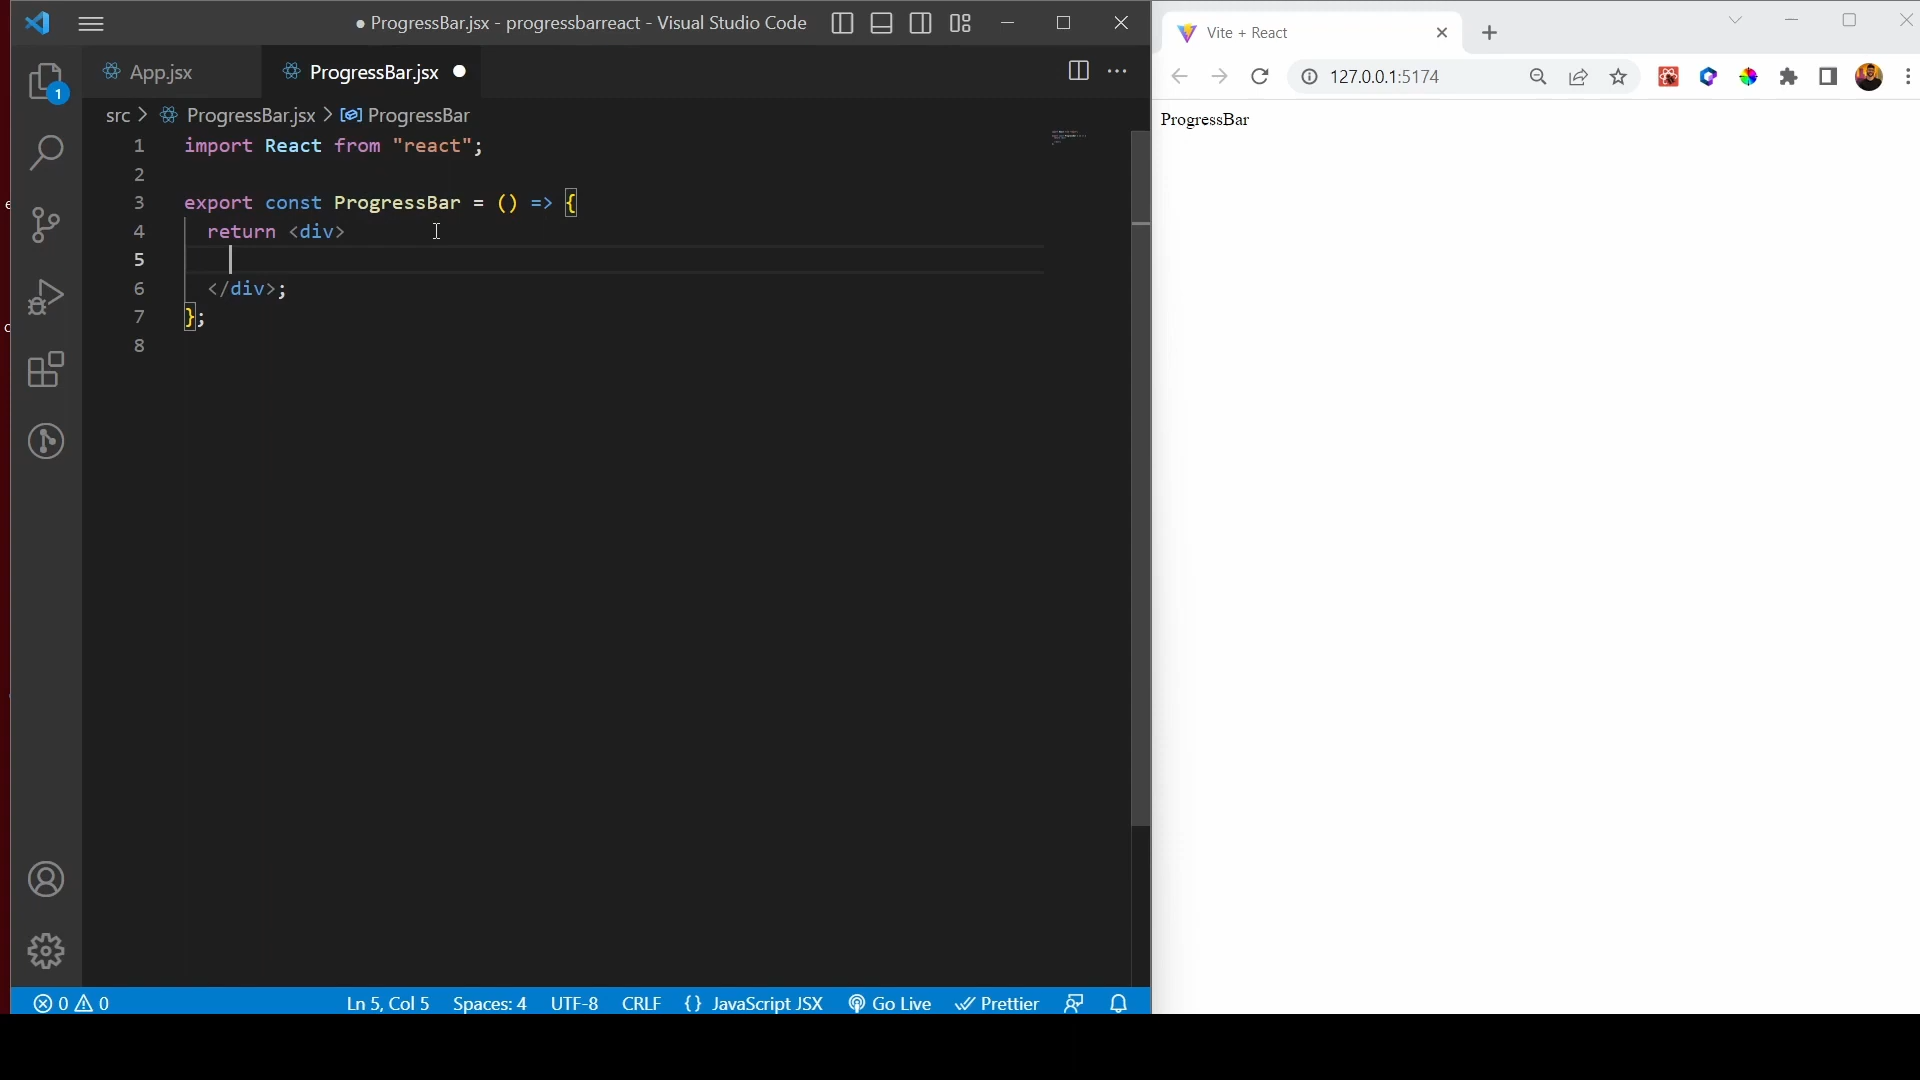 ● ProgressBar.jsx - progressbarreact - Visual Studio Code
App.jsx
ProgressBar.jsx
src > ProgressBar.jsx > ProgressBar
1 import React from "react";
2
3 export const ProgressBar = () => {
4 return <div>
5
6 </div>;
7 };
8
1
0 0 Ln 5, Col 5 Spaces: 4 UTF-8 CRLF {} JavaScript JSX Go Live Prettier
Vite + React
127.0.0.1:5174
ProgressBar